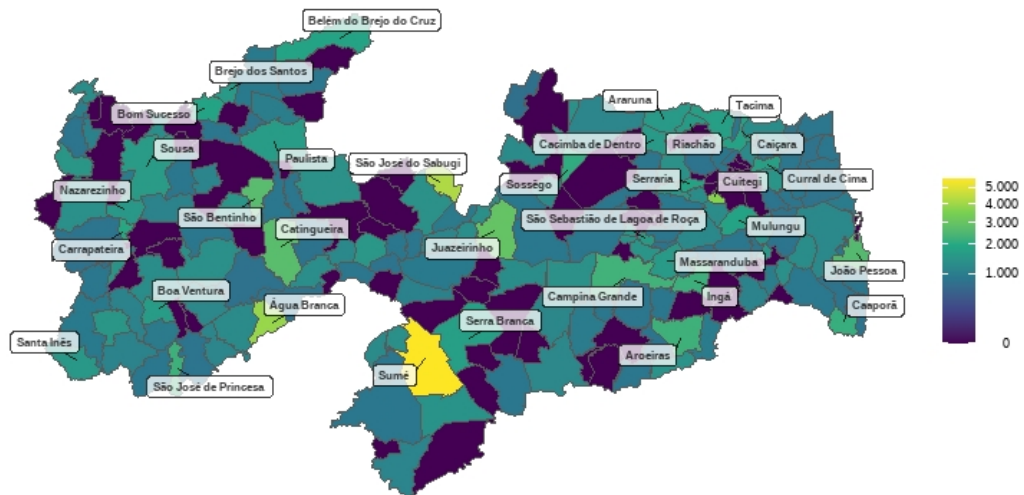 Belém do Brejo do Cruz
Brejo dos Santos
Bom Sucesso
Araruna
Tacima
Sousa
Paulista
São José do Sabugi
Cacimba de Dentro
Riachão
Caiçara
Nazarezinho
Sossêgo
Serraria
Cuitegi
Curral de Cima
São Bentinho
Catingueira
São Sebastião de Lagoa de Roça
Mulungu
Carrapateira
Juazeirinho
Massaranduba
João Pessoa
Boa Ventura
Água Branca
Campina Grande
Ingá
Caaporã
Serra Branca
Santa Inês
Aroeiras
Sumé
São José de Princesa
5.000
4.000
3.000
2.000
1.000
0